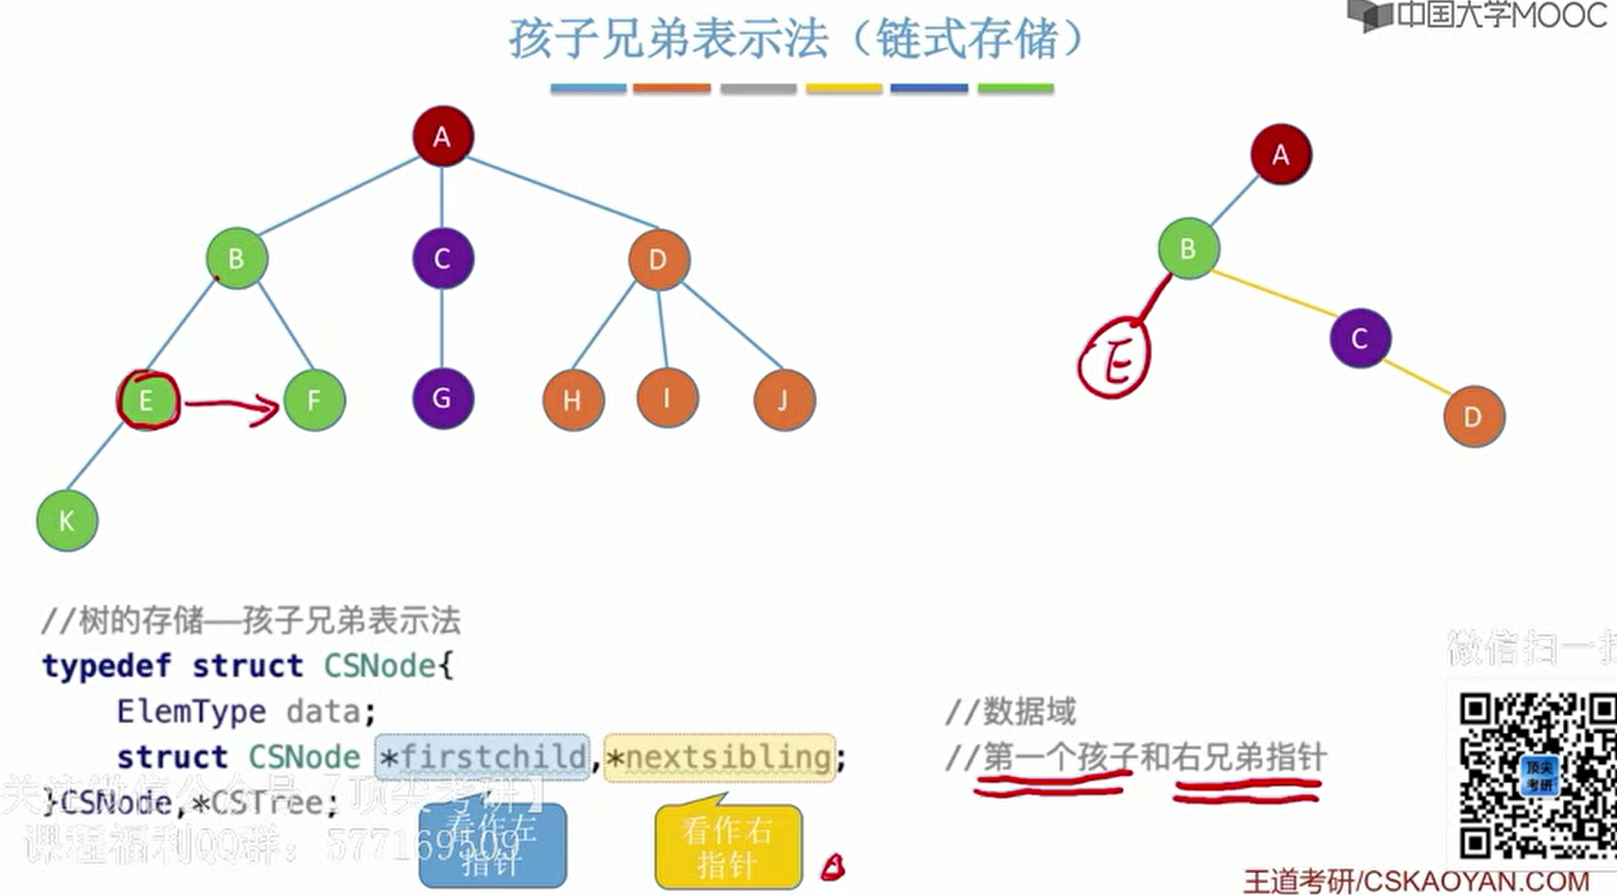 中国大学MOOC
孩子兄弟表示法（链式存储）
A
B
C
D
E
F
G
H
I
J
K
A
B
E
C
D
//树的存储——孩子兄弟表示法
typedef struct CSNode{
ElemType data; //数据域
struct CSNode *firstchild,*nextsibling; //第一个孩子和右兄弟指针
}CSNode,*CSTree;
看作左
指针
看作右
指针
关注微信公众号【顶尖考研】
课程福利QQ群：577169509
微信扫一扫
顶尖
考研
王道考研/CSKAOYAN.COM